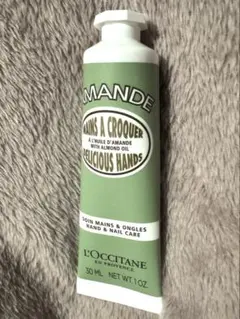 AMANDE
MAINS A CROQUER
A L'HUILE D'AMANDE
WITH ALMOND OIL
DELICIOUS HANDS
SOIN MAINS & ONGLES
HAND & NAIL CARE
L'OCCITANE
EN PROVENCE
30 ML NET WT. 1 OZ.